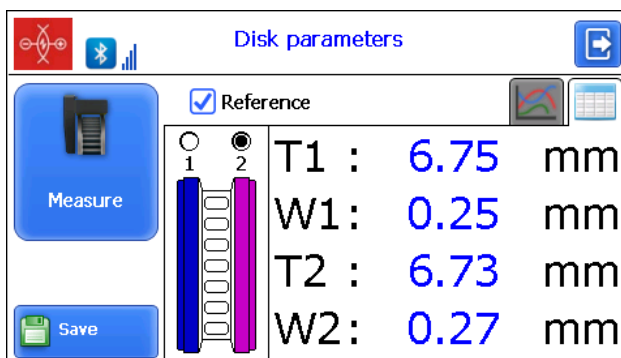 Disk parameters
Reference
Measure
1 2
T1 : 6.75 mm
W1: 0.25 mm
T2 : 6.73 mm
W2: 0.27 mm
Save